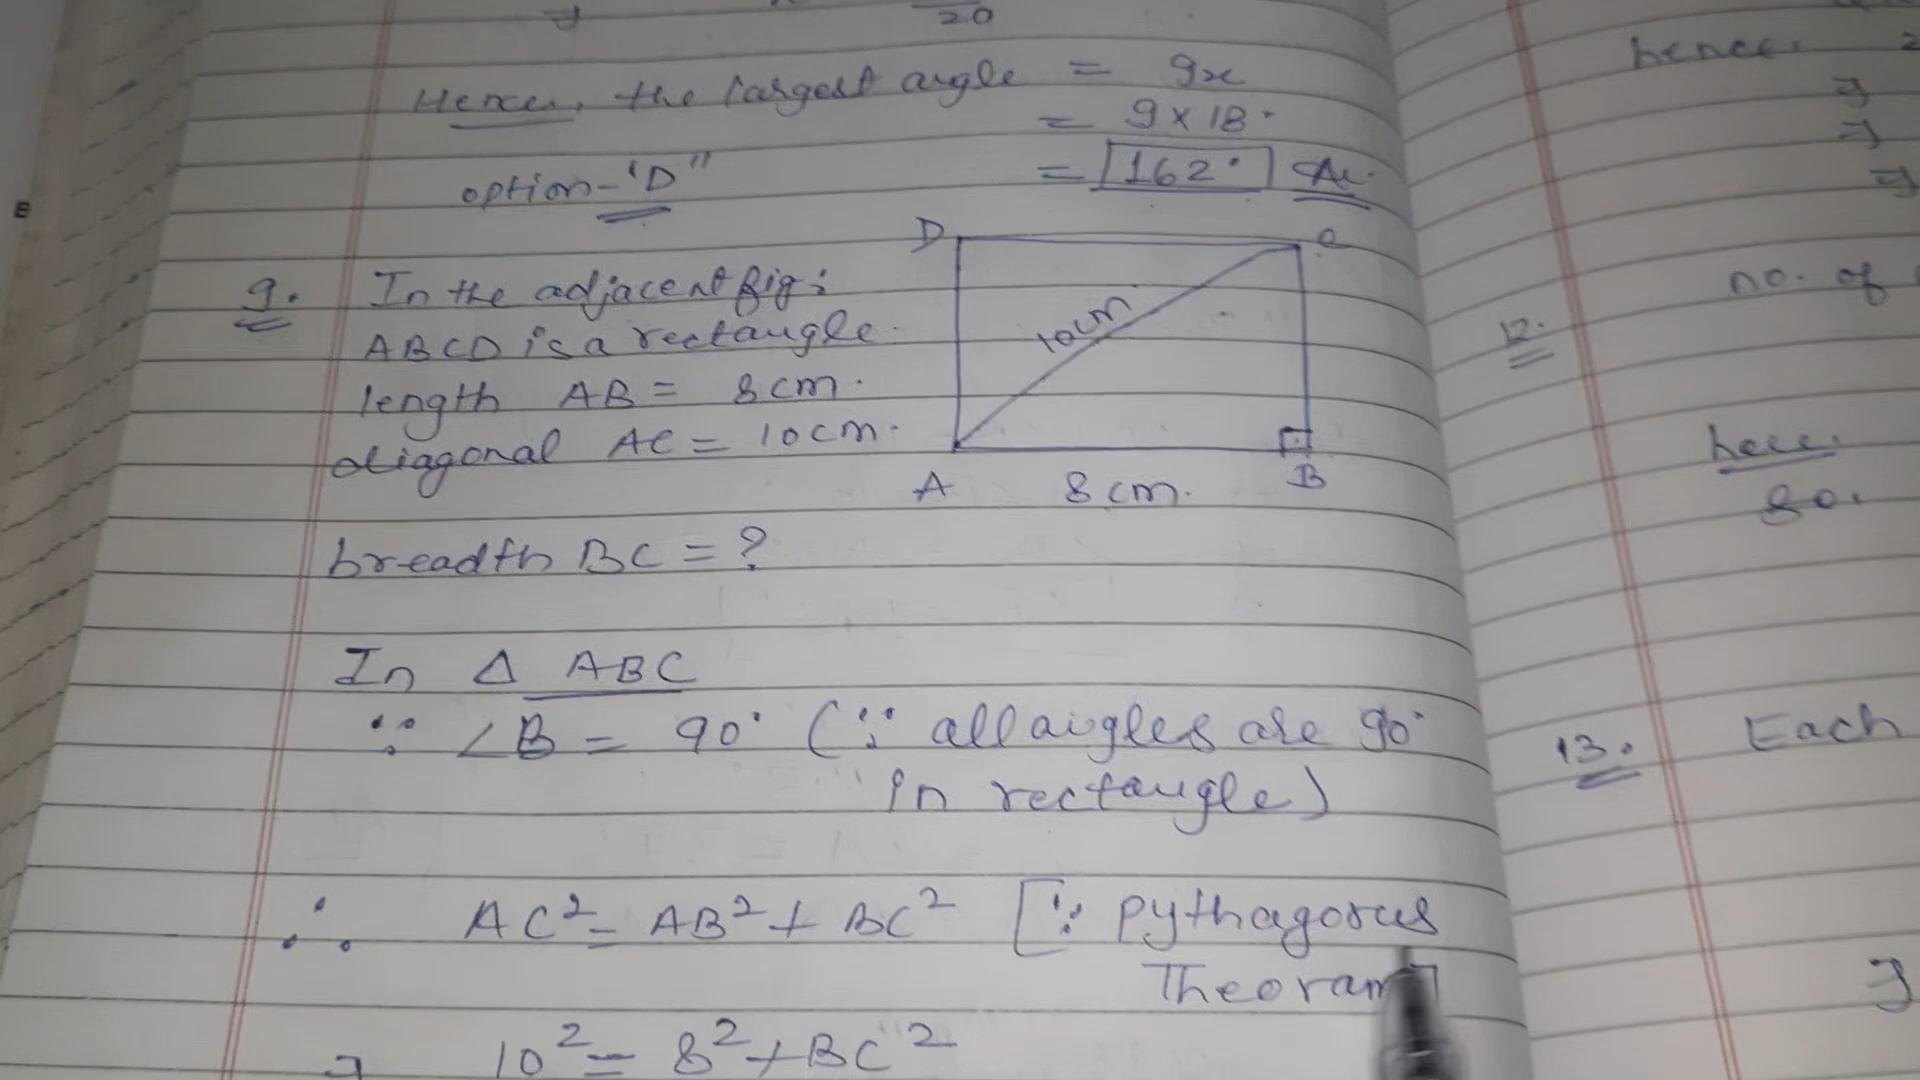 20
Hence, the largest angle = 9x
= 9 × 18°
option-"D"
= 162°
9. In the adjacent fig:
ABCD is a rectangle.
length AB = 8cm.
diagonal AC = 10cm.
D
C
10cm
A
8cm.
B
breadth BC = ?
In Δ ABC
∵ ∠B = 90° (∵ all angles are 90°
in rectangle)
∴ AC² = AB² + BC² [∵ pythagorus
Theoram]
⇒ 10² = 8² + BC²
hence
no. of
12.
here
80.
13. Each